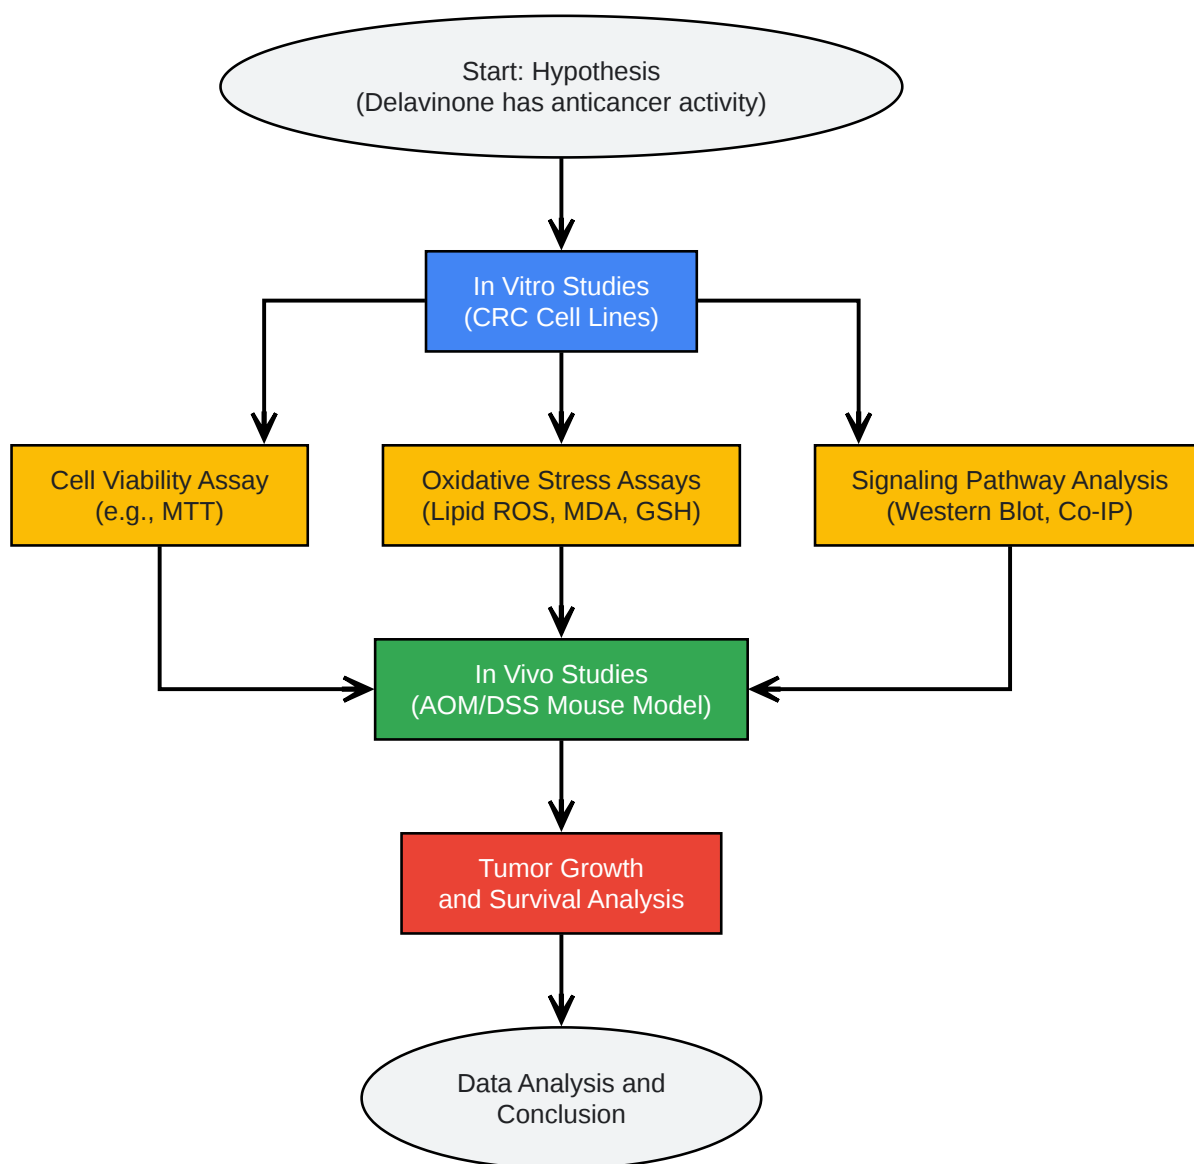 Start: Hypothesis
(Delavinone has anticancer activity)
In Vitro Studies
(CRC Cell Lines)
Cell Viability Assay
(e.g., MTT)
Oxidative Stress Assays
(Lipid ROS, MDA, GSH)
Signaling Pathway Analysis
(Western Blot, Co-IP)
In Vivo Studies
(AOM/DSS Mouse Model)
Tumor Growth
and Survival Analysis
Data Analysis and
Conclusion